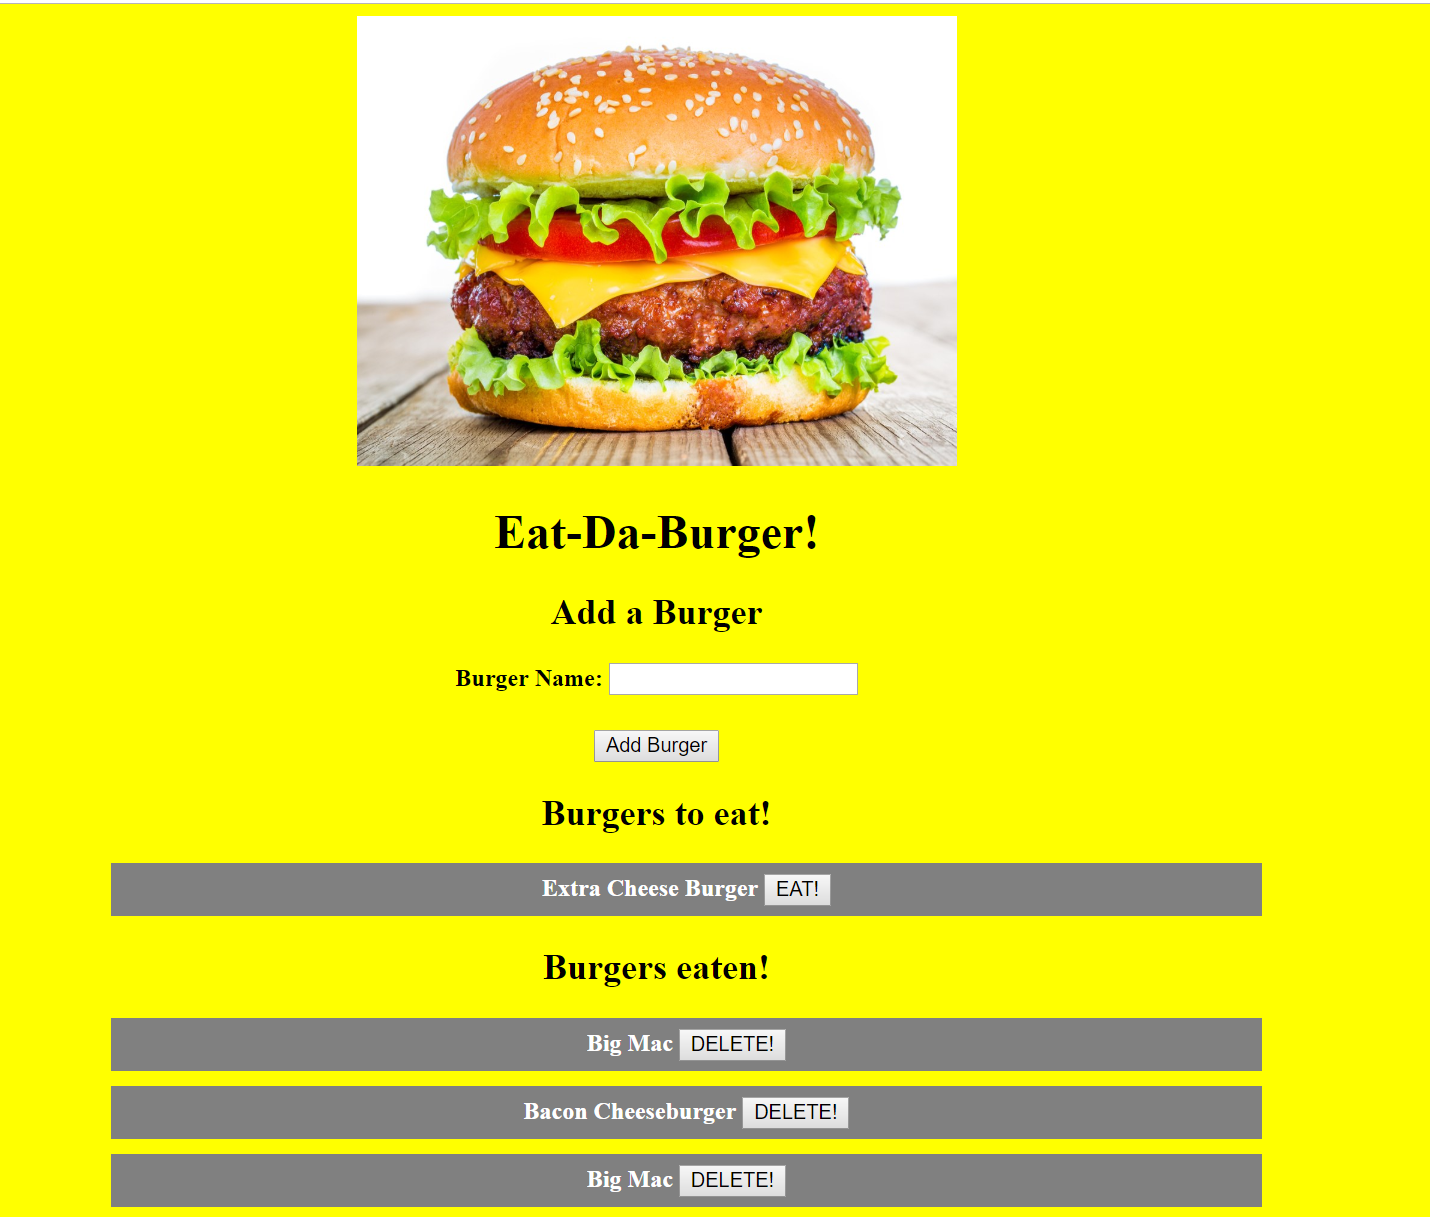 Eat-Da-Burger!
Add a Burger
Burger Name:
Add Burger
Burgers to eat!
Extra Cheese Burger EAT!
Burgers eaten!
Big Mac DELETE!
Bacon Cheeseburger DELETE!
Big Mac DELETE!